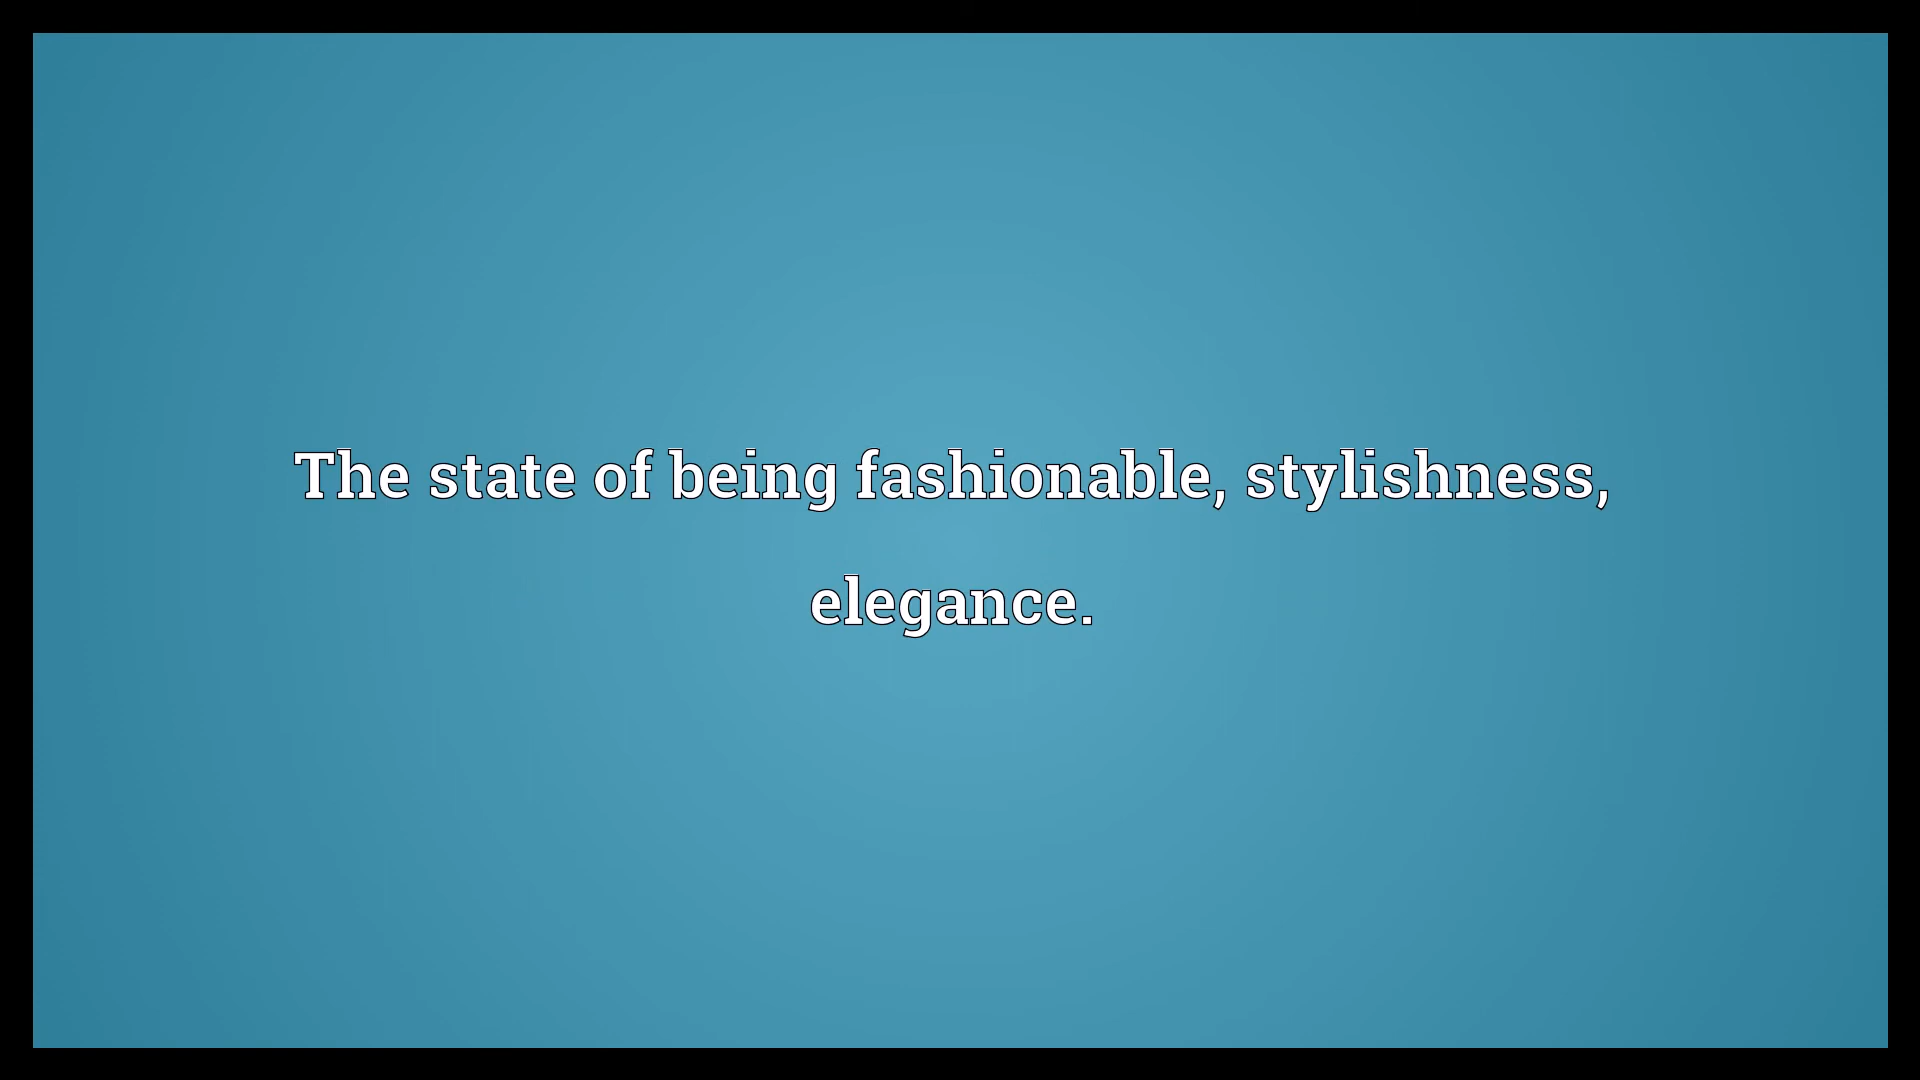 The state of being fashionable, stylishness,
elegance.